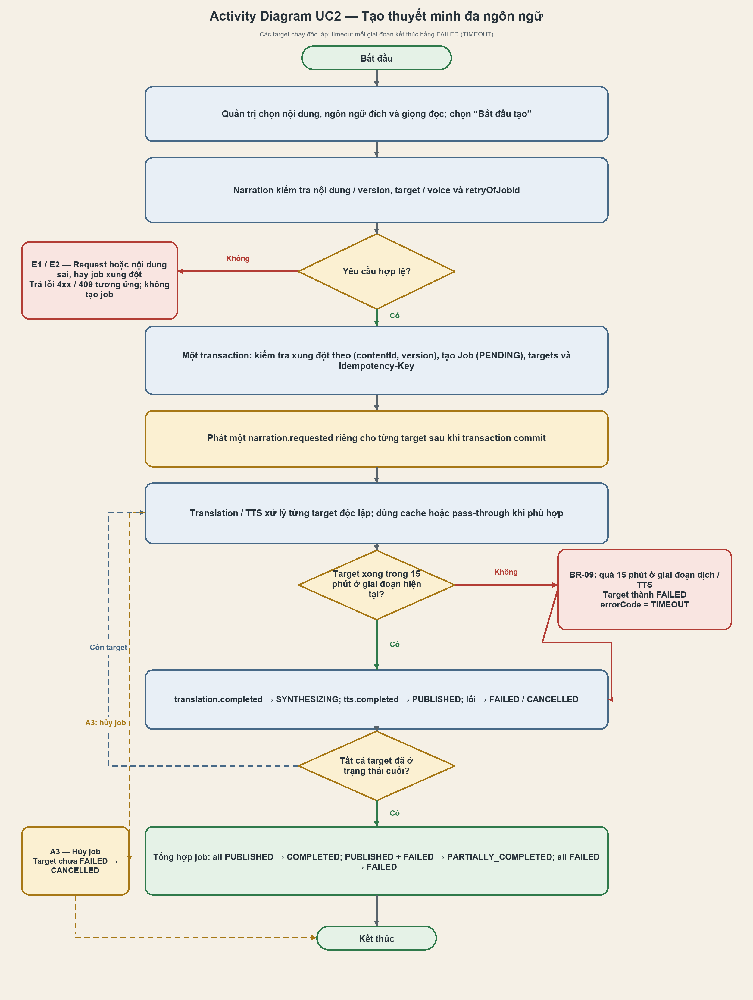 Activity Diagram UC2 — Tạo thuyết minh đa ngôn ngữ
Các target chạy độc lập; timeout mỗi giai đoạn kết thúc bằng FAILED (TIMEOUT)
Bắt đầu
Quản trị chọn nội dung, ngôn ngữ đích và giọng đọc; chọn “Bắt đầu tạo”
Narration kiểm tra nội dung / version, target / voice và retryOfJobId
Yêu cầu hợp lệ?
Không
E1 / E2 — Request hoặc nội dung
sai, hay job xung đột
Trả lỗi 4xx / 409 tương ứng; không
tạo job
Có
Một transaction: kiểm tra xung đột theo (contentId, version), tạo Job (PENDING), targets và
Idempotency-Key
Phát một narration.requested riêng cho từng target sau khi transaction commit
Translation / TTS xử lý từng target độc lập; dùng cache hoặc pass-through khi phù hợp
Target xong trong 15
phút ở giai đoạn hiện
tại?
Không
BR-09: quá 15 phút ở giai đoạn dịch /
TTS
Target thành FAILED
errorCode = TIMEOUT
Có
Còn target
translation.completed → SYNTHESIZING; tts.completed → PUBLISHED; lỗi → FAILED / CANCELLED
A3: hủy job
Tất cả target đã ở
trạng thái cuối?
Có
A3 — Hủy job
Target chưa FAILED →
CANCELLED
Tổng hợp job: all PUBLISHED → COMPLETED; PUBLISHED + FAILED → PARTIALLY_COMPLETED; all FAILED
→ FAILED
Kết thúc